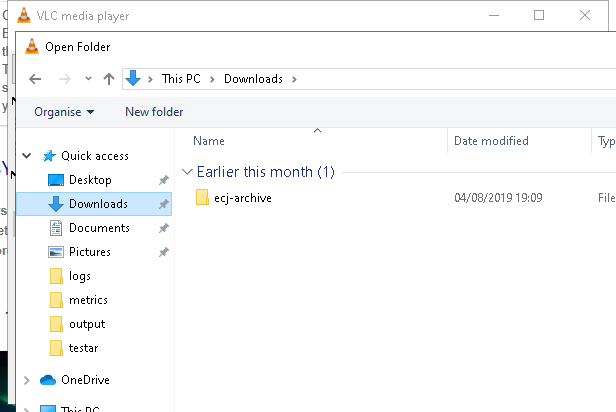 VLC media player
Open Folder
This PC
Downloads
Organise
New folder
Name
Date modified
Typ
Quick access
Desktop
Downloads
Documents
Pictures
logs
metrics
output
testar
OneDrive
This PC
Earlier this month (1)
ecj-archive
04/08/2019 19:09
File